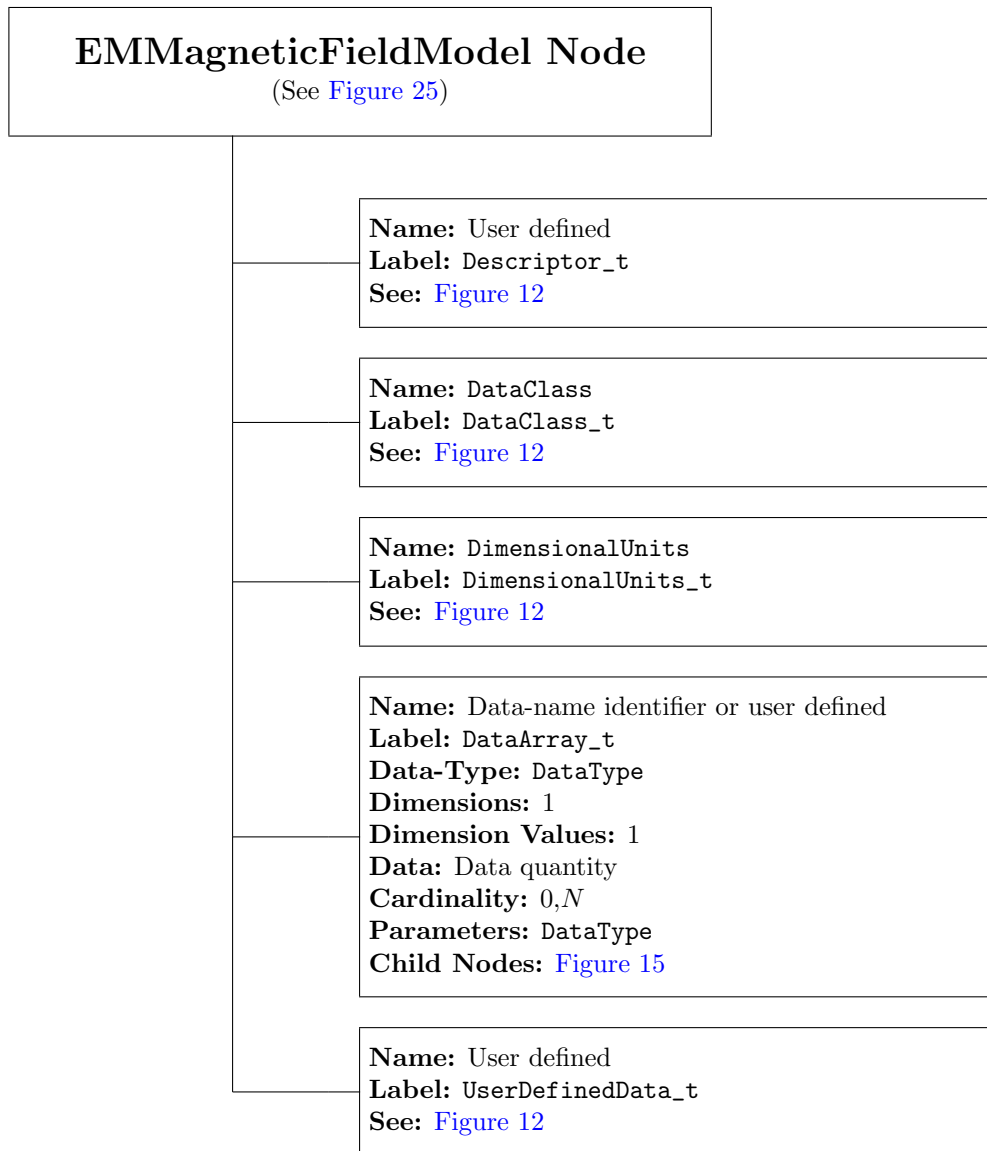 EMMagneticFieldModel Node
(See Figure 25)
Name: User defined
Label: Descriptor_t
See: Figure 12
Name: DataClass
Label: DataClass_t
See: Figure 12
Name: DimensionalUnits
Label: DimensionalUnits_t
See: Figure 12
Name: Data-name identifier or user defined
Label: DataArray_t
Data-Type: DataType
Dimensions: 1
Dimension Values: 1
Data: Data quantity
Cardinality: 0,N
Parameters: DataType
Child Nodes: Figure 15
Name: User defined
Label: UserDefinedData_t
See: Figure 12